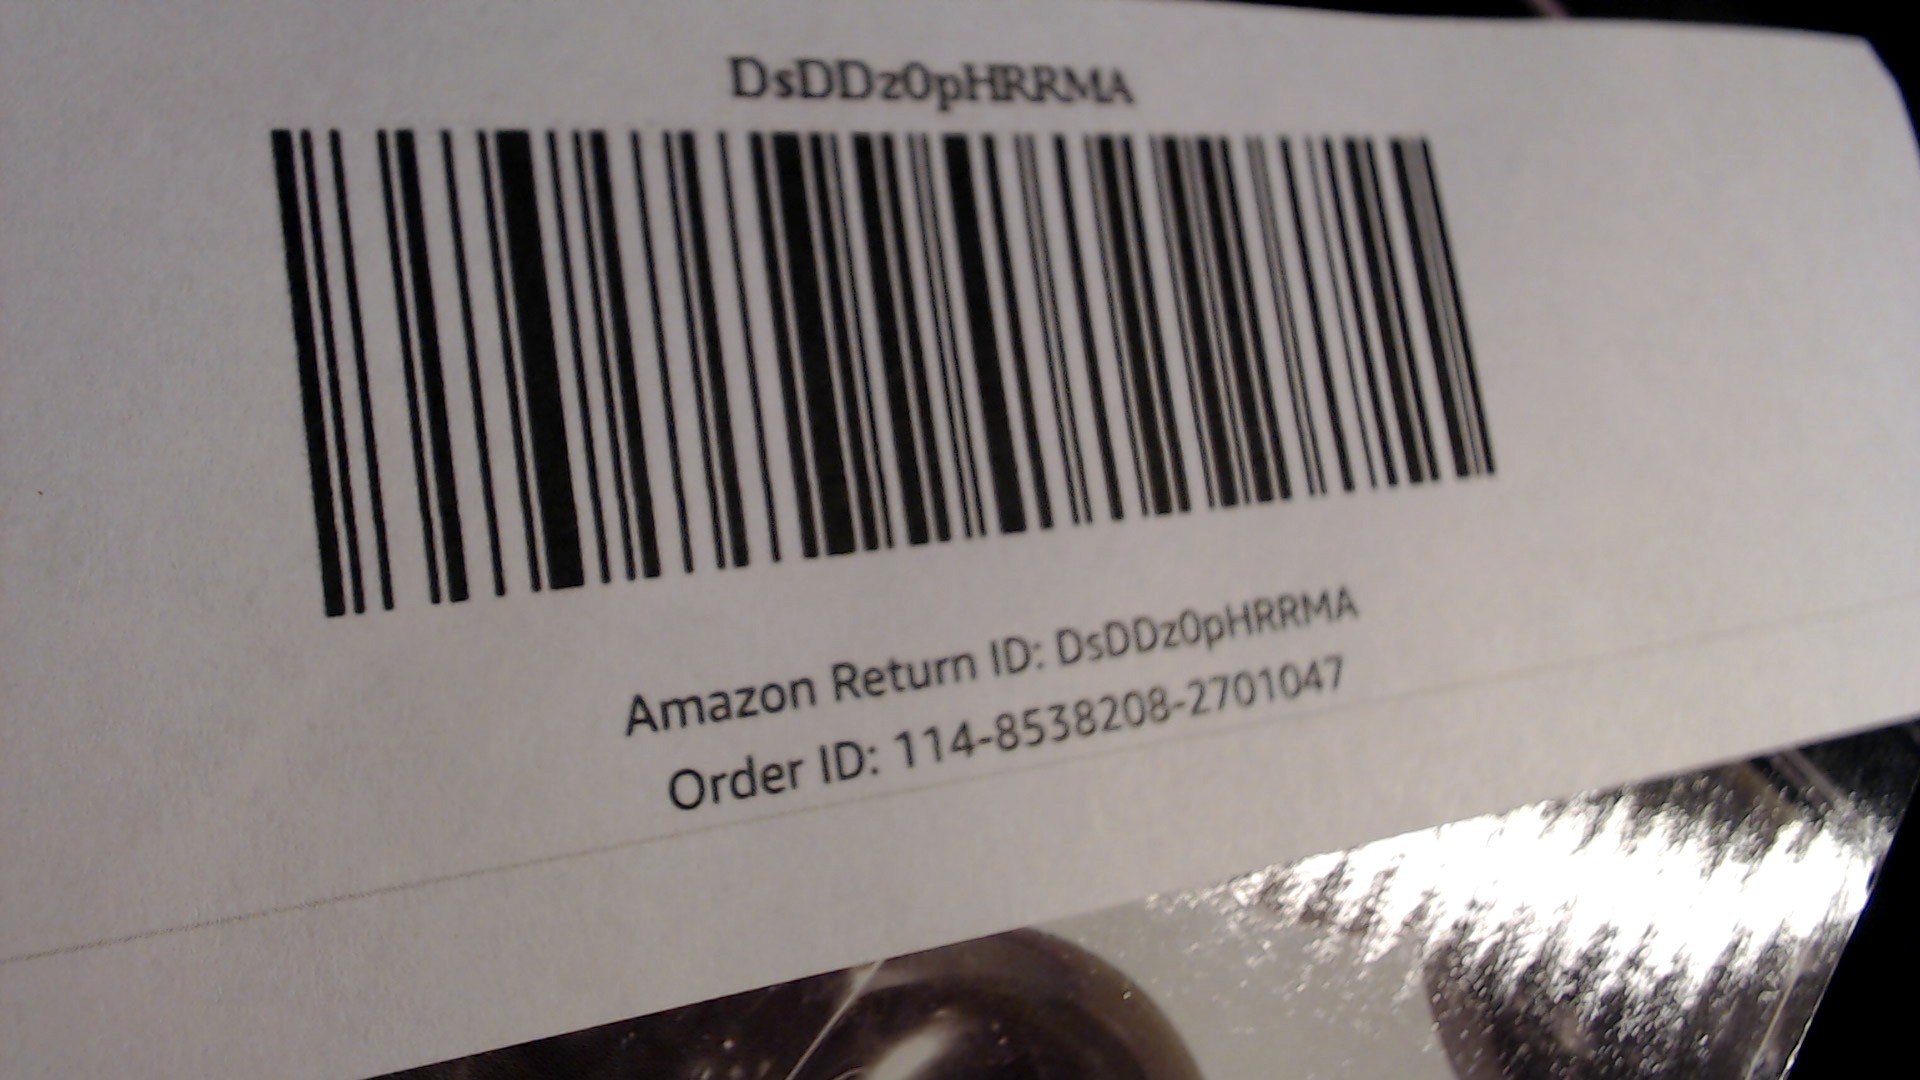 DsDDz0pHRRMA
Amazon Return ID: DsDDz0pHRRMA
Order ID: 114-8538208-2701047